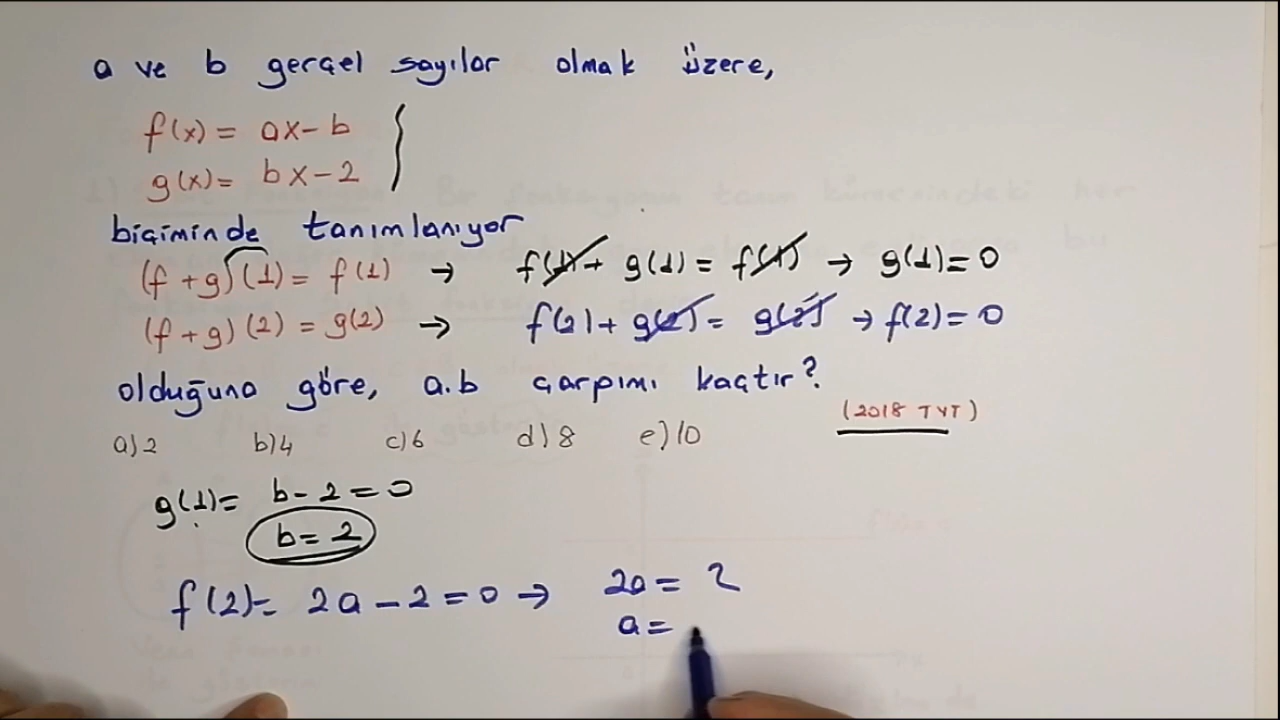 a ve b gerçel sayılar olmak üzere,
f(x) = ax - b
g(x) = bx - 2
biçiminde tanımlanıyor
(f + g)(1) = f(1) → f(1) + g(1) = f(1) → g(1) = 0
(f + g)(2) = g(2) → f(2) + g(2) = g(2) → f(2) = 0
olduğuna göre, a.b çarpımı kaçtır?
(2018 TYT)
a) 2 b) 4 c) 6 d) 8 e) 10
g(1) = b - 2 = 0
b = 2
f(2) = 2a - 2 = 0 → 2a = 2
a =